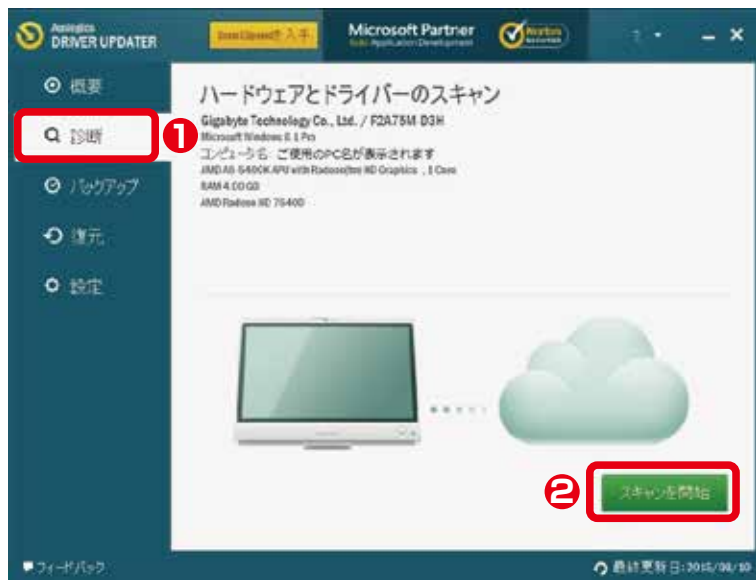 DRIVER UPDATER
を入手
Microsoft Partner
Norton
概要
診断
バックアップ
復元
設定
❶
ハードウェアとドライバーのスキャン
Gigabyte Technology Co., Ltd. / F2A75M-D3H
Microsoft Windows 8.1 Pro
コンピュータ名: ご使用のPC名が表示されます
RAM 4.00 GB
AMD Radeon HD 7540D
❷
スキャンを開始
フィードバック
最終更新日: